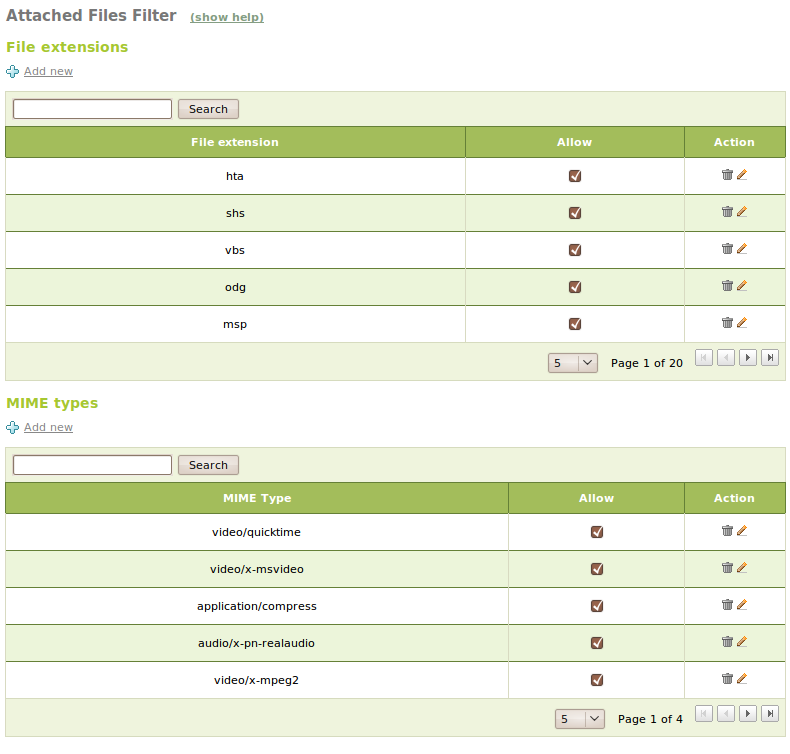 Attached Files Filter (show help)
File extensions
Add new
Search
File extension Allow Action
hta
shs
vbs
odg
msp
5 Page 1 of 20
MIME types
Add new
Search
MIME Type Allow Action
video/quicktime
video/x-msvideo
application/compress
audio/x-pn-realaudio
video/x-mpeg2
5 Page 1 of 4